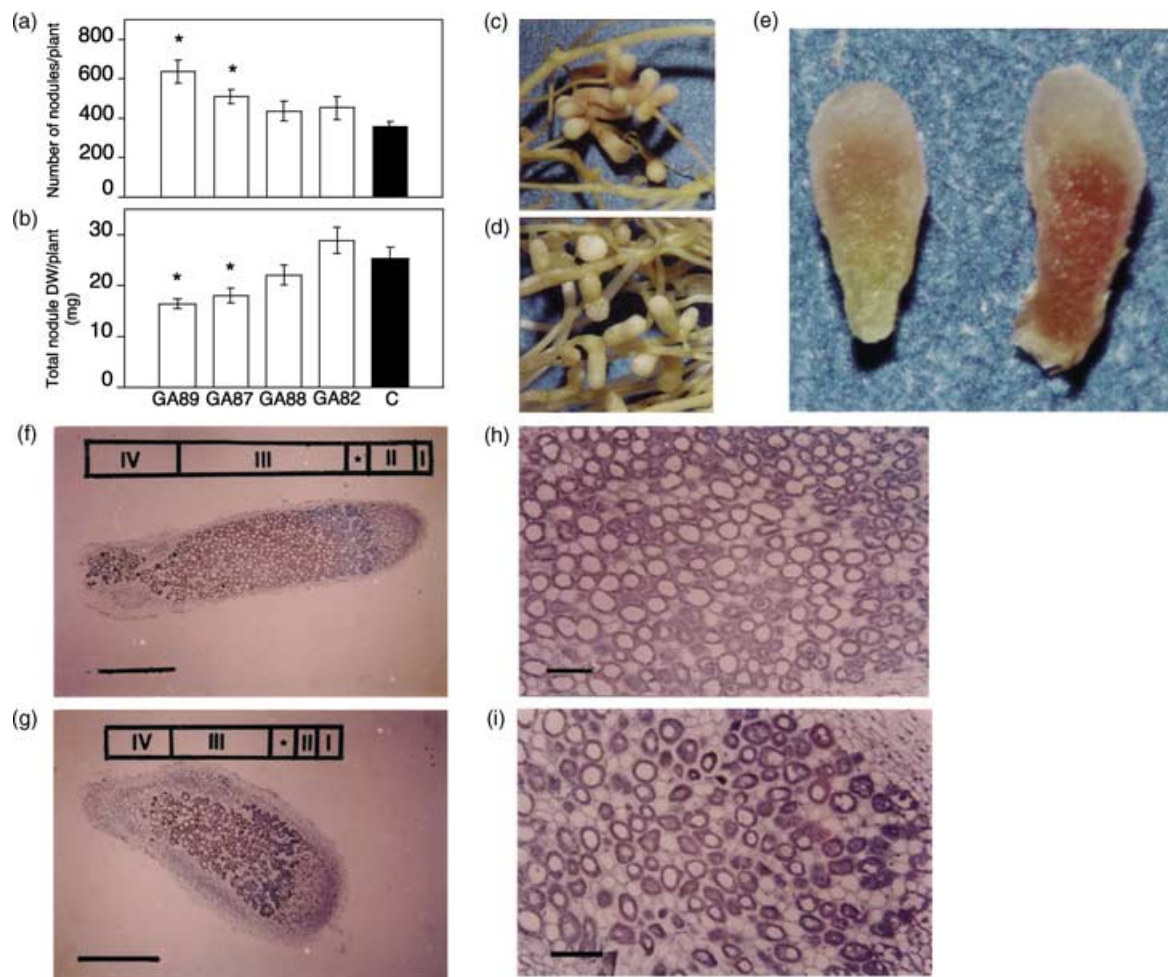 (a)
Number of nodules/plant
800
600
400
200
0
*
*
(b)
Total nodule DW/plant
(mg)
30
20
10
0
*
*
GA89 GA87 GA88 GA82 C
(c)
(d)
(e)
(f)
IV III * II I
(g)
IV III * II I
(h)
(i)